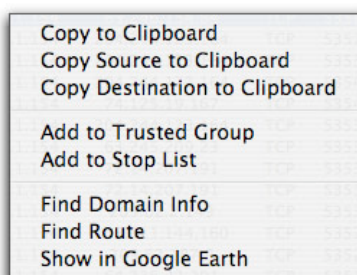 Copy to Clipboard
Copy Source to Clipboard
Copy Destination to Clipboard
Add to Trusted Group
Add to Stop List
Find Domain Info
Find Route
Show in Google Earth